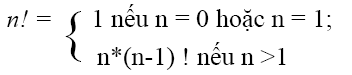 n! = { 1 nếu n = 0 hoặc n = 1;
n*(n-1) ! nếu n >1